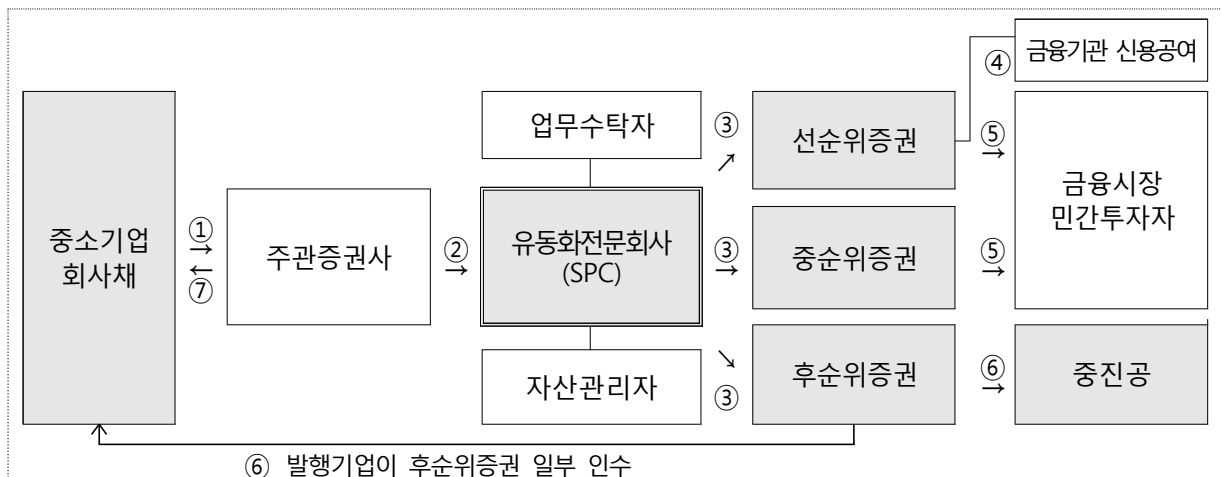 금융기관 신용공여
④
업무수탁자
③
↗
선순위증권
⑤
→
중소기업
회사채
①
→
←
⑦
주관증권사
②
→
유동화전문회사
(SPC)
③
→
중순위증권
⑤
→
금융시장
민간투자자
자산관리자
↘
③
후순위증권
⑥
→
중진공
⑥ 발행기업이 후순위증권 일부 인수